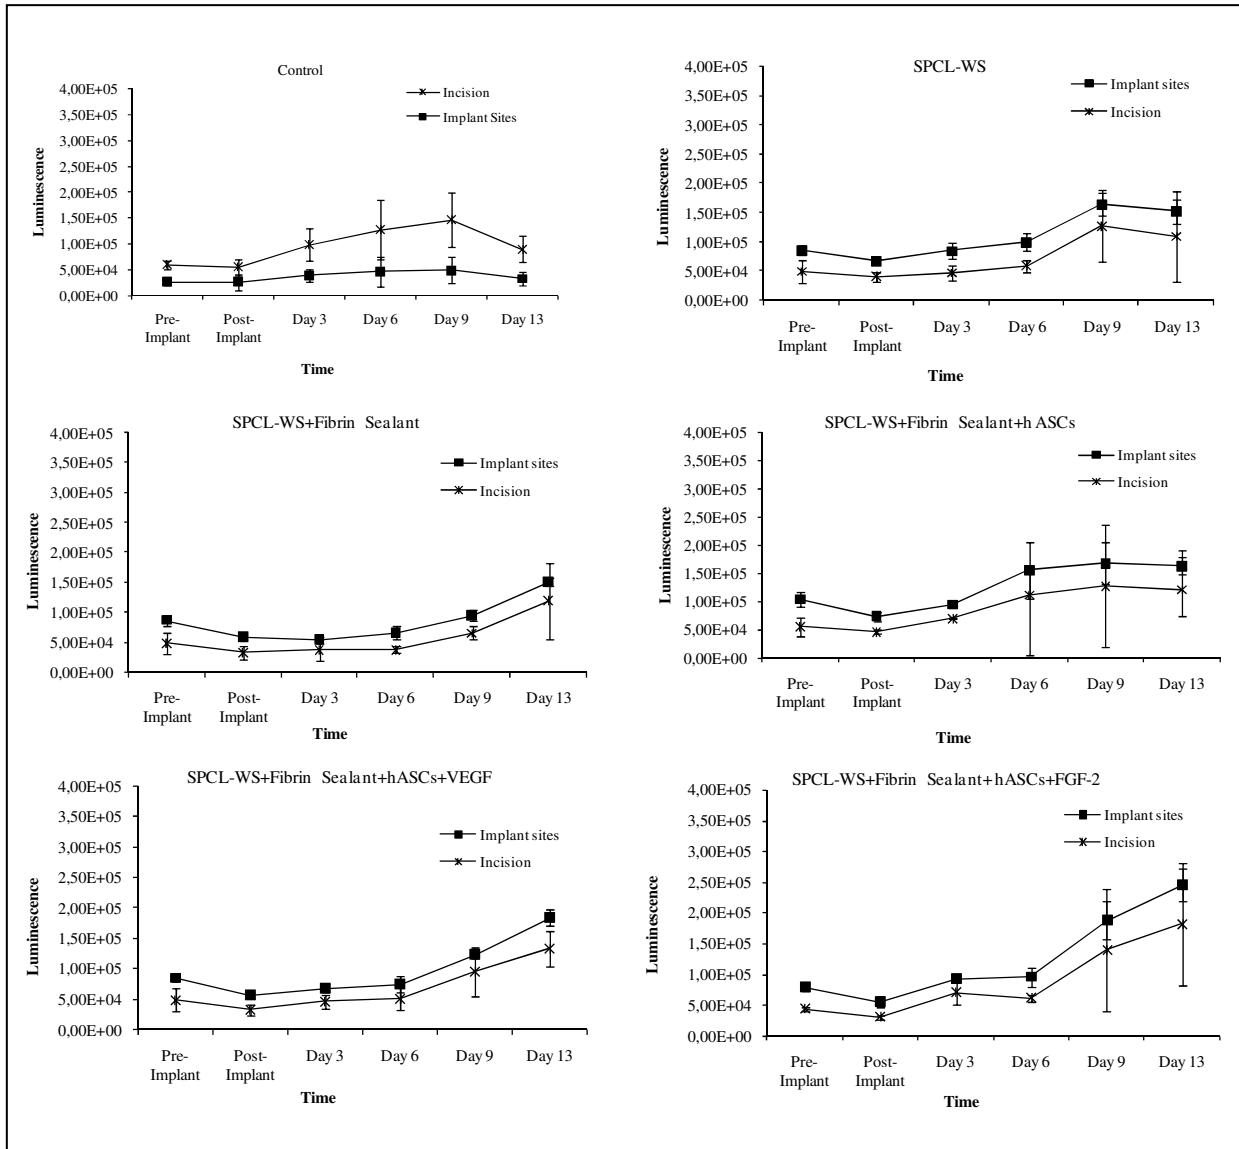 Control
4,00E+05
3,50E+05
3,00E+05
2,50E+05
2,00E+05
1,50E+05
1,00E+05
5,00E+04
0,00E+00
Luminescence
Incision
Implant Sites
Pre-Implant Post-Implant Day 3 Day 6 Day 9 Day 13
Time
SPCL-WS
4,00E+05
3,50E+05
3,00E+05
2,50E+05
2,00E+05
1,50E+05
1,00E+05
5,00E+04
0,00E+00
Luminescence
Implant sites
Incision
Pre-Implant Post-Implant Day 3 Day 6 Day 9 Day 13
Time
SPCL-WS+Fibrin Sealant
4,00E+05
3,50E+05
3,00E+05
2,50E+05
2,00E+05
1,50E+05
1,00E+05
5,00E+04
0,00E+00
Luminescence
Implant sites
Incision
Pre-Implant Post-Implant Day 3 Day 6 Day 9 Day 13
Time
SPCL-WS+Fibrin Sealant+hASCs
4,00E+05
3,50E+05
3,00E+05
2,50E+05
2,00E+05
1,50E+05
1,00E+05
5,00E+04
0,00E+00
Luminescence
Implant sites
Incision
Pre-Implant Post-Implant Day 3 Day 6 Day 9 Day 13
Time
SPCL-WS+Fibrin Sealant+hASCs+VEGF
4,00E+05
3,50E+05
3,00E+05
2,50E+05
2,00E+05
1,50E+05
1,00E+05
5,00E+04
0,00E+00
Luminescence
Implant sites
Incision
Pre-Implant Post-Implant Day 3 Day 6 Day 9 Day 13
Time
SPCL-WS+Fibrin Sealant+hASCs+FGF-2
4,00E+05
3,50E+05
3,00E+05
2,50E+05
2,00E+05
1,50E+05
1,00E+05
5,00E+04
0,00E+00
Luminescence
Implant sites
Incision
Pre-Implant Post-Implant Day 3 Day 6 Day 9 Day 13
Time